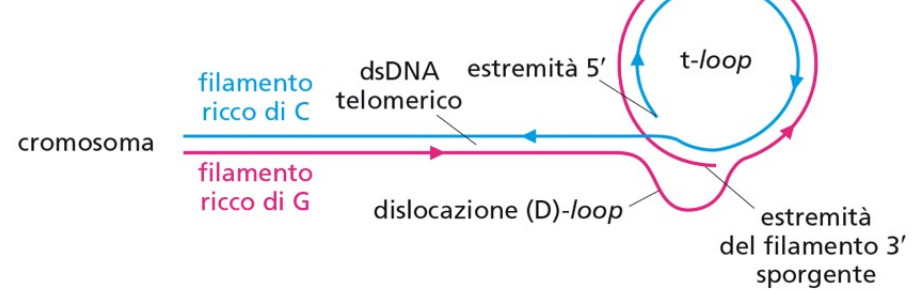 filamento
ricco di C
dsDNA
telomerico
estremità 5′
t-loop
cromosoma
filamento
ricco di G
dislocazione (D)-loop
estremità
del filamento 3′
sporgente